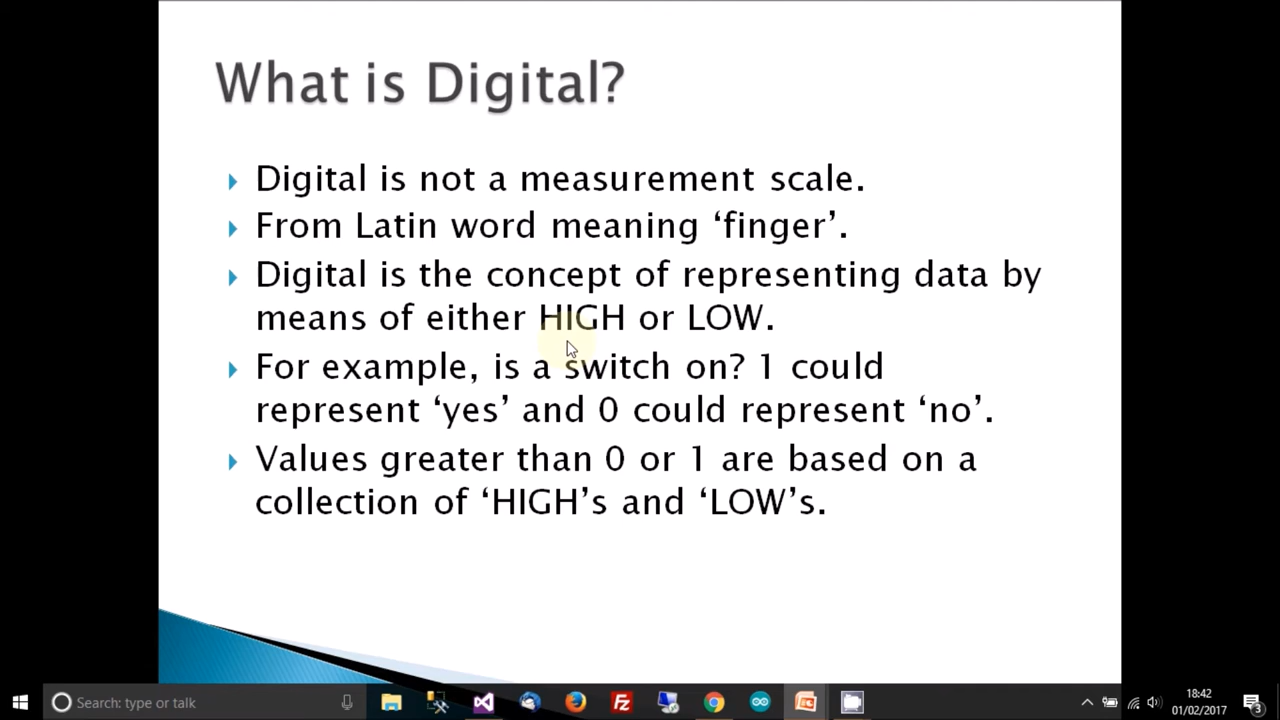 What is Digital?
Digital is not a measurement scale.
From Latin word meaning ‘finger’.
Digital is the concept of representing data by
means of either HIGH or LOW.
For example, is a switch on? 1 could
represent ‘yes’ and 0 could represent ‘no’.
Values greater than 0 or 1 are based on a
collection of ‘HIGH’s and ‘LOW’s.
Search: type or talk
18:42
01/02/2017
3